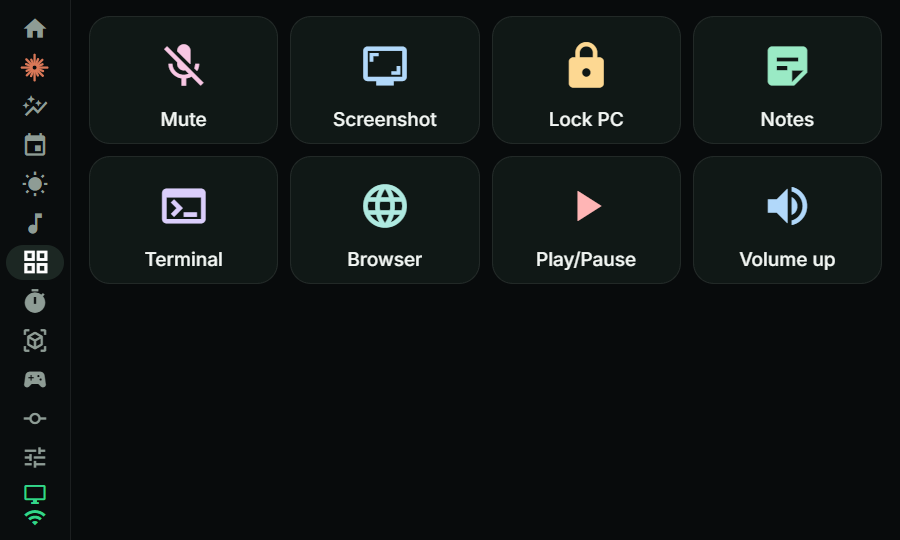 Mute
Screenshot
Lock PC
Notes
Terminal
Browser
Play/Pause
Volume up